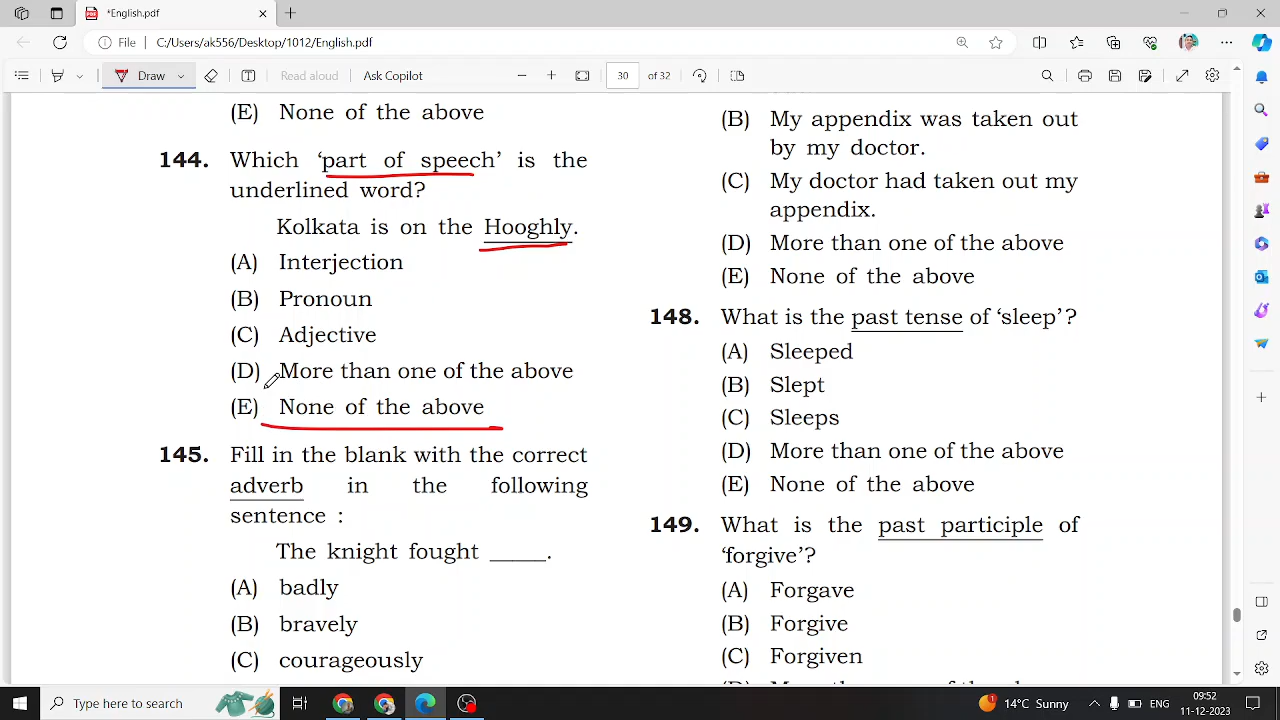 *English.pdf
File
C:/Users/ak556/Desktop/1012/English.pdf
Draw
Read aloud
Ask Copilot
30
of 32
(E) None of the above
144. Which ‘part of speech’ is the
underlined word?
Kolkata is on the Hooghly.
(A) Interjection
(B) Pronoun
(C) Adjective
(D) More than one of the above
(E) None of the above
145. Fill in the blank with the correct
adverb in the following
sentence :
The knight fought _____.
(A) badly
(B) bravely
(C) courageously
(B) My appendix was taken out
by my doctor.
(C) My doctor had taken out my
appendix.
(D) More than one of the above
(E) None of the above
148. What is the past tense of ‘sleep’?
(A) Sleeped
(B) Slept
(C) Sleeps
(D) More than one of the above
(E) None of the above
149. What is the past participle of
‘forgive’?
(A) Forgave
(B) Forgive
(C) Forgiven
Type here to search
1
14°C Sunny
ENG
09:52
11-12-2023